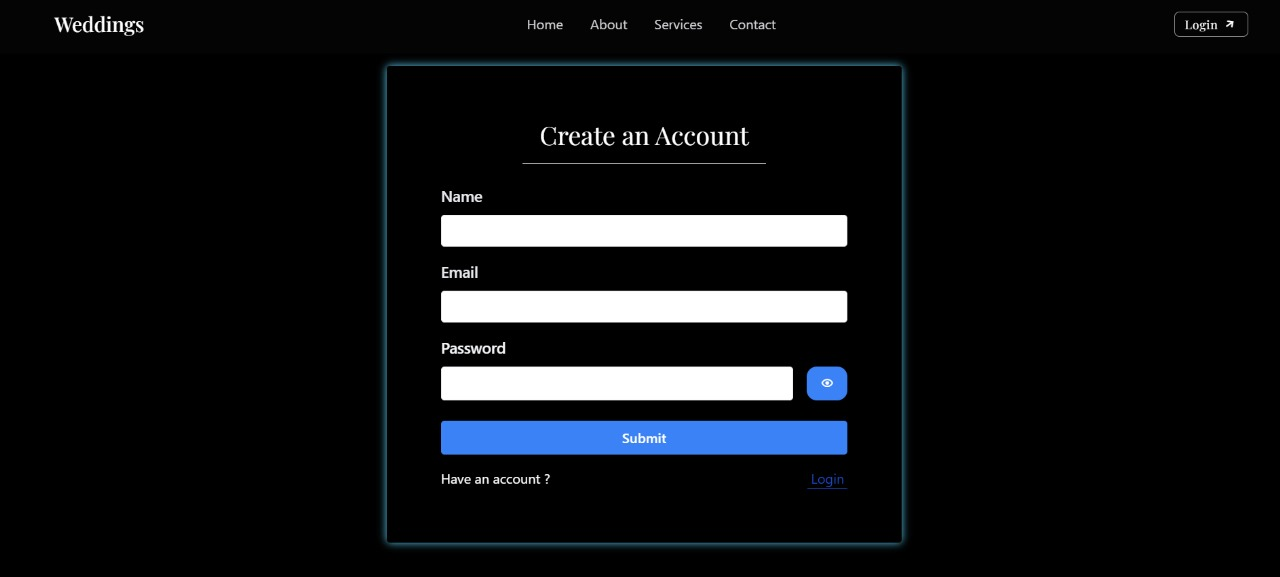 Weddings
Home About Services Contact
Login
Create an Account
Name
Email
Password
Submit
Have an account ? Login